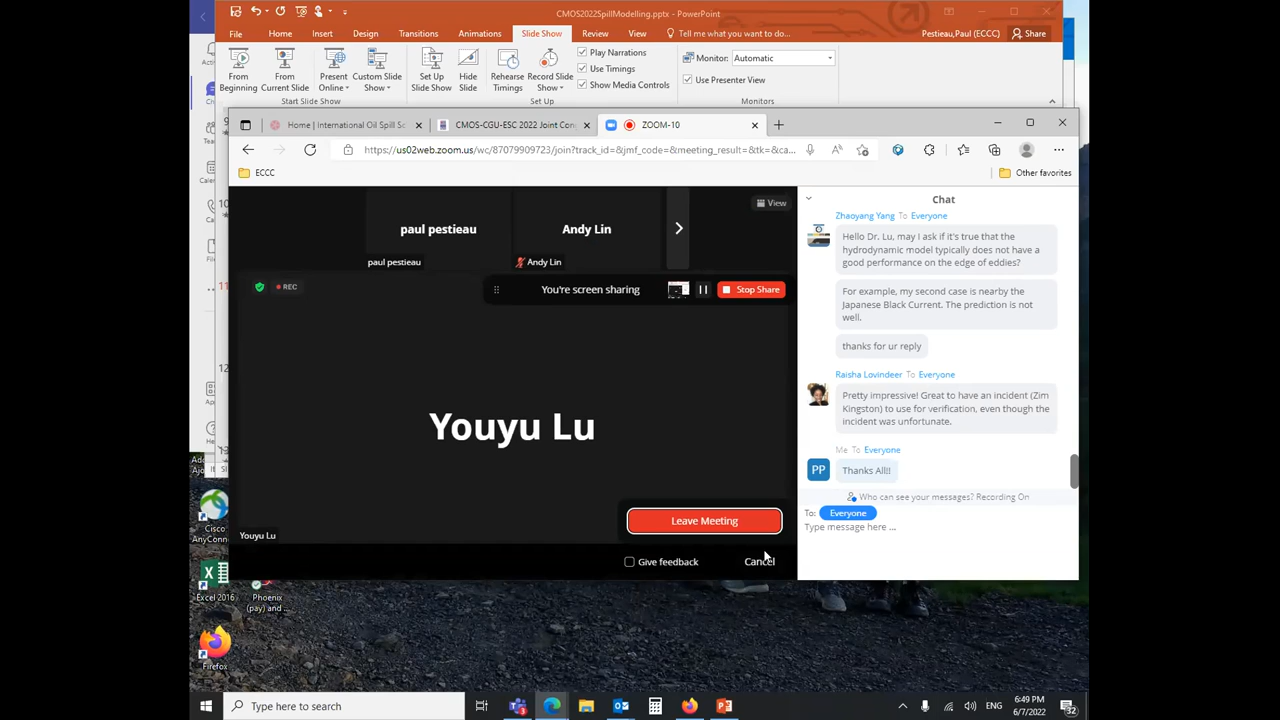 CMOS2022SpillModelling.pptx - PowerPoint
File Home Insert Design Transitions Animations Slide Show Review View Tell me what you want to do... Pestieau,Paul (ECCC) Share
From Beginning
From Current Slide
Present Online
Custom Slide Show
Set Up Slide Show
Hide Slide
Rehearse Timings
Record Slide Show
Play Narrations
Use Timings
Show Media Controls
Monitor: Automatic
Use Presenter View
Start Slide Show
Set Up
Monitors
Home | International Oil Spill Sc
CMOS-CGU-ESC 2022 Joint Con
ZOOM-10
https://us02web.zoom.us/wc/87079909723/join?track_id=&jmf_code=&meeting_result=&tk=&ca...
ECCC
Other favorites
View
paul pestieau
paul pestieau
Andy Lin
Andy Lin
REC
You're screen sharing
Stop Share
Youyu Lu
Youyu Lu
Leave Meeting
Give feedback
Cancel
Chat
Zhaoyang Yang To Everyone
Hello Dr. Lu, may I ask if it's true that the
hydrodynamic model typically does not have a
good performance on the edge of eddies?
For example, my second case is nearby the
Japanese Black Current. The prediction is not
well.
thanks for ur reply
Raisha Lovindeer To Everyone
Pretty impressive! Great to have an incident (Zim
Kingston) to use for verification, even though the
incident was unfortunate.
Me To Everyone
PP
Thanks All!!
Who can see your messages? Recording On
To: Everyone
Type message here ...
Cisco
AnyConn
Excel 2016
Phoenix
(pay) and ...
Firefox
Type here to search
ENG
6:49 PM
6/7/2022
32